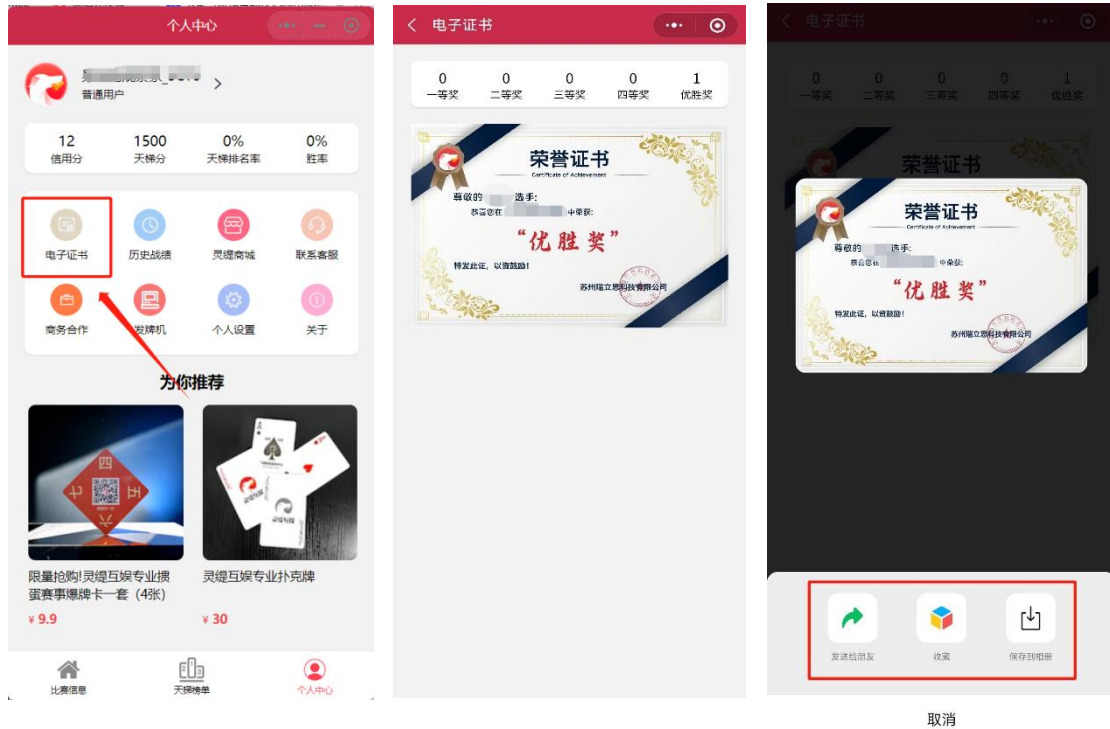 个人中心
普通用户
12
1500
0%
0%
信用分
天梯分
天梯排名率
胜率
电子证书
历史战绩
灵缇商城
联系客服
商务合作
发牌机
个人设置
关于
为你推荐
四
七
五
六
限量抢购!灵缇互娱专业掼
蛋赛事爆牌卡一套（4张）
¥ 9.9
灵缇互娱专业扑克牌
¥ 30
比赛信息
天梯榜单
个人中心
电子证书
0
0
0
0
1
一等奖
二等奖
三等奖
四等奖
优胜奖
荣誉证书
Certificate of Achievement
尊敬的 选手:
恭喜您在 中荣获:
“优胜奖”
特发此证，以资鼓励！
苏州瑞立思科技有限公司
电子证书
0
0
0
0
1
一等奖
二等奖
三等奖
四等奖
优胜奖
荣誉证书
荣誉证书
Certificate of Achievement
尊敬的 选手:
恭喜您在 中荣获:
“优胜奖”
特发此证，以资鼓励！
苏州瑞立思科技有限公司
发送给朋友
收藏
保存到相册
取消